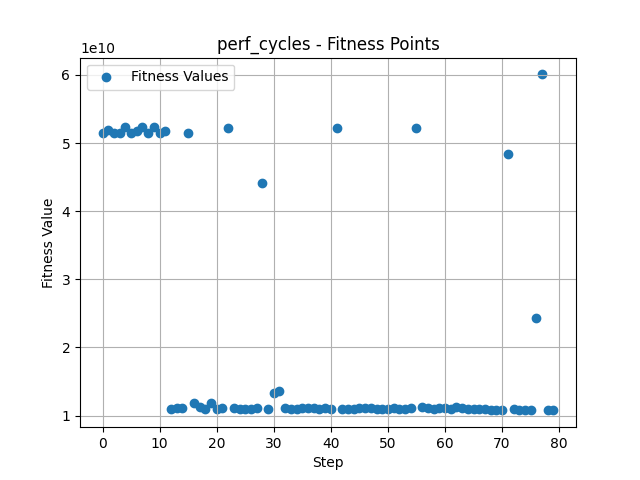 perf_cycles - Fitness Points
1e10
Fitness Values
6
5
4
3
2
1
Fitness Value
0 10 20 30 40 50 60 70 80
Step